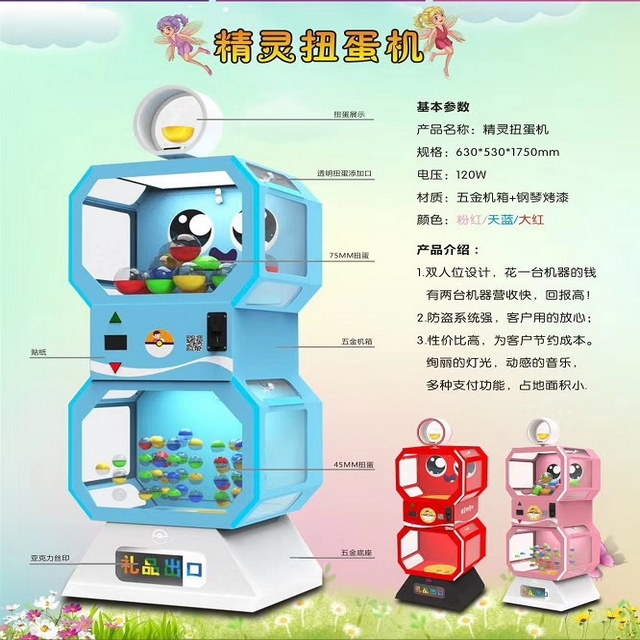 精灵扭蛋机
扭蛋展示
透明扭蛋添加口
75MM扭蛋
贴纸
五金机箱
45MM扭蛋
亚克力丝印
礼品出口
五金底座
基本参数
产品名称：精灵扭蛋机
规格：630*530*1750mm
电压：120W
材质：五金机箱+钢琴烤漆
颜色：粉红/天蓝/大红
产品介绍：
1.双人位设计，花一台机器的钱
有两台机器营收快，回报高！
2.防盗系统强，客户用的放心；
3.性价比高，为客户节约成本。
绚丽的灯光，动感的音乐，
多种支付功能，占地面积小.